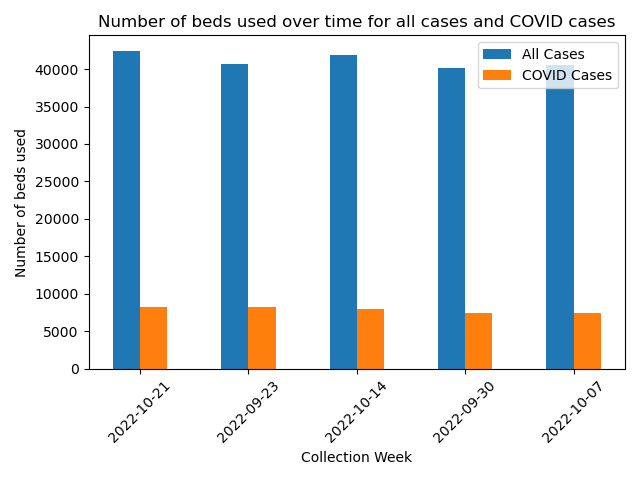 Number of beds used over time for all cases and COVID cases
All Cases
COVID Cases
40000
35000
30000
25000
20000
15000
10000
5000
0
Number of beds used
2022-10-21
2022-09-23
2022-10-14
2022-09-30
2022-10-07
Collection Week